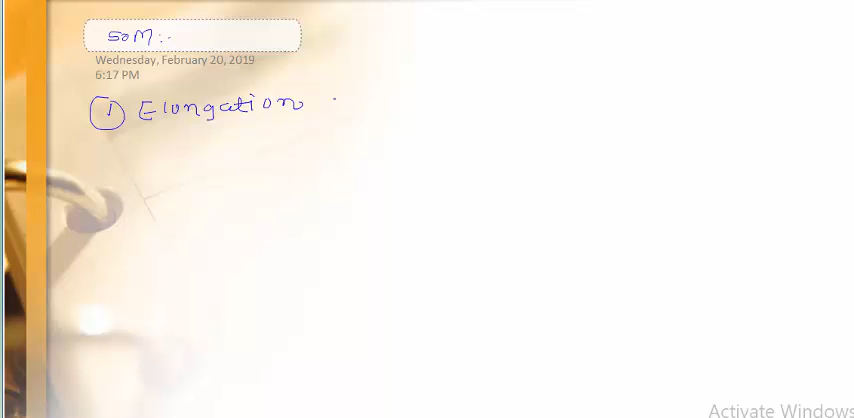 SOM:-
Wednesday, February 20, 2019
6:17 PM
① Elongation
Activate Windows